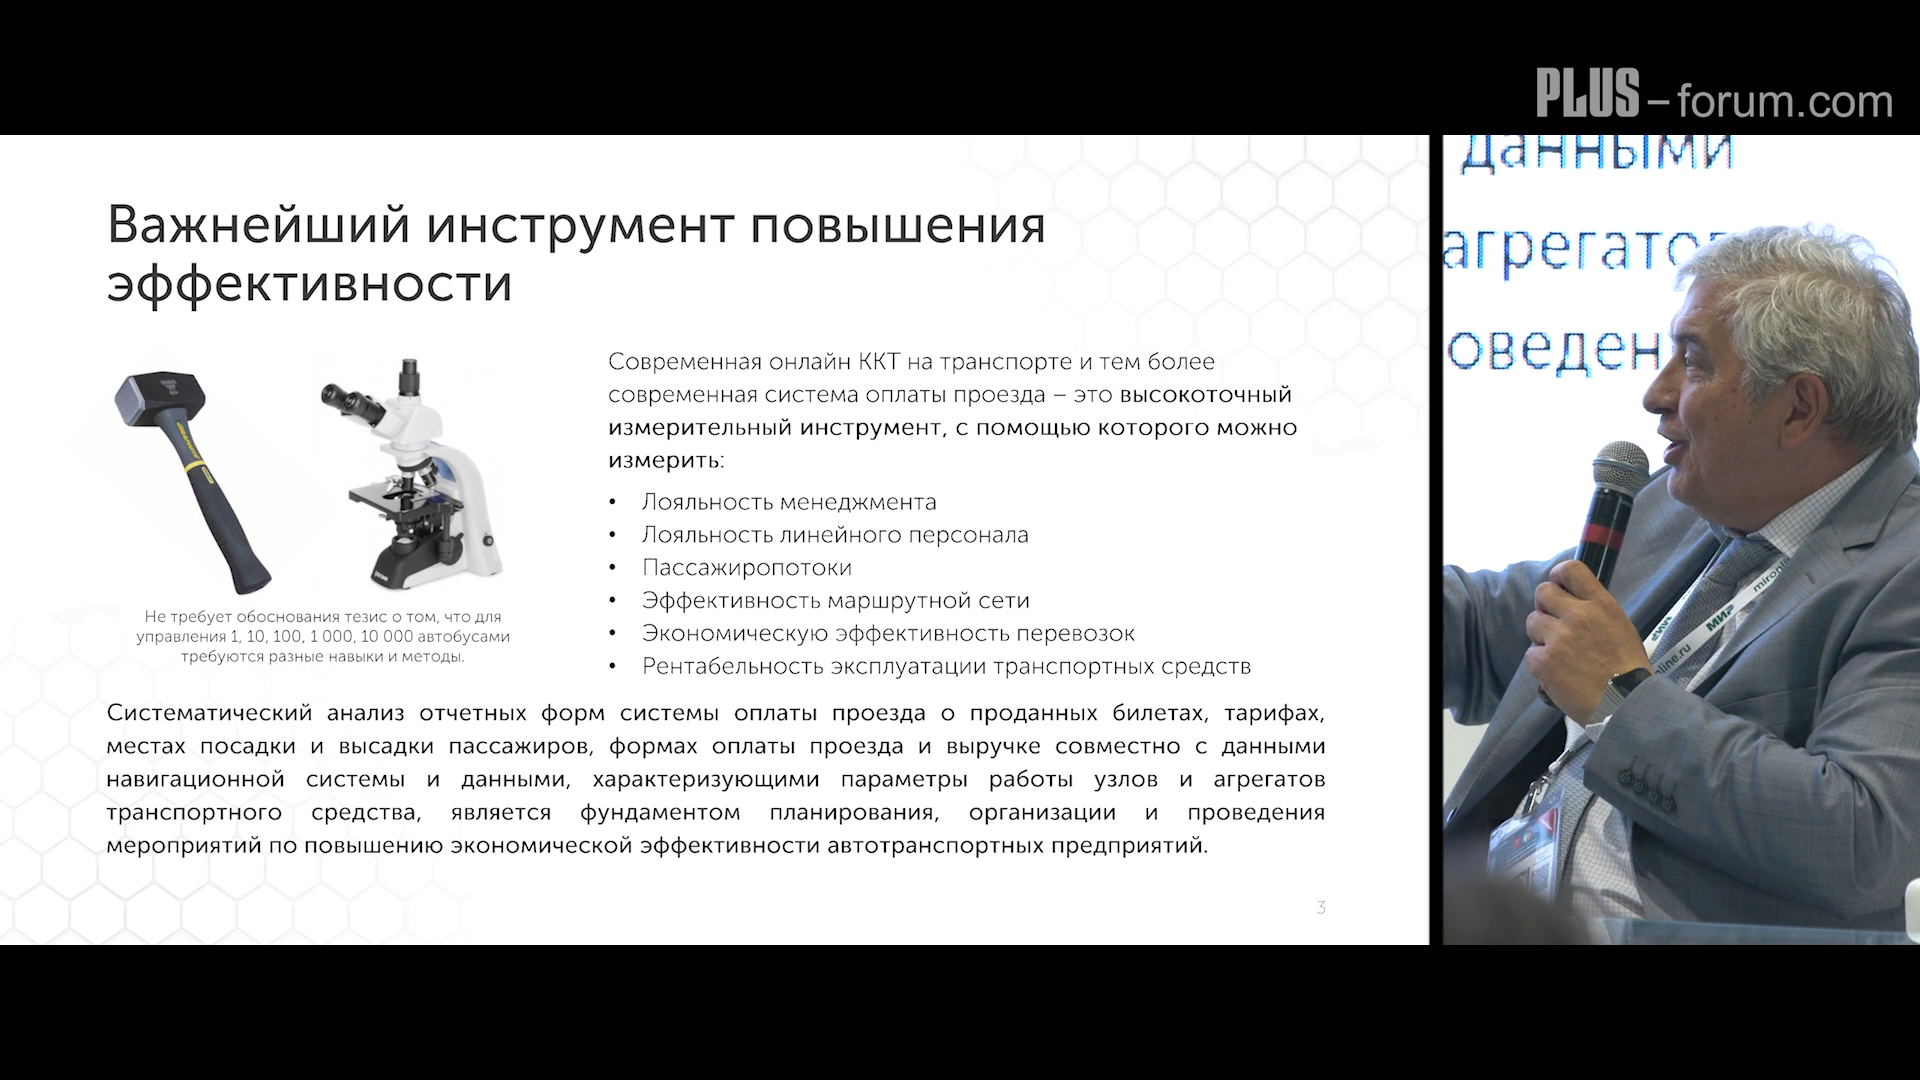 PLUS – forum.com
Важнейший инструмент повышения
эффективности
Современная онлайн ККТ на транспорте и тем более
современная система оплаты проезда – это высокоточный
измерительный инструмент, с помощью которого можно
измерить:
• Лояльность менеджмента
• Лояльность линейного персонала
• Пассажиропотоки
• Эффективность маршрутной сети
• Экономическую эффективность перевозок
• Рентабельность эксплуатации транспортных средств
Не требует обоснования тезис о том, что для
управления 1, 10, 100, 1 000, 10 000 автобусами
требуются разные навыки и методы.
Систематический анализ отчетных форм системы оплаты проезда о проданных билетах, тарифах,
местах посадки и высадки пассажиров, формах оплаты проезда и выручке совместно с данными
навигационной системы и данными, характеризующими параметры работы узлов и агрегатов
транспортного средства, является фундаментом планирования, организации и проведения
мероприятий по повышению экономической эффективности автотранспортных предприятий.
3
данными
агрегатов
оведен
МИР